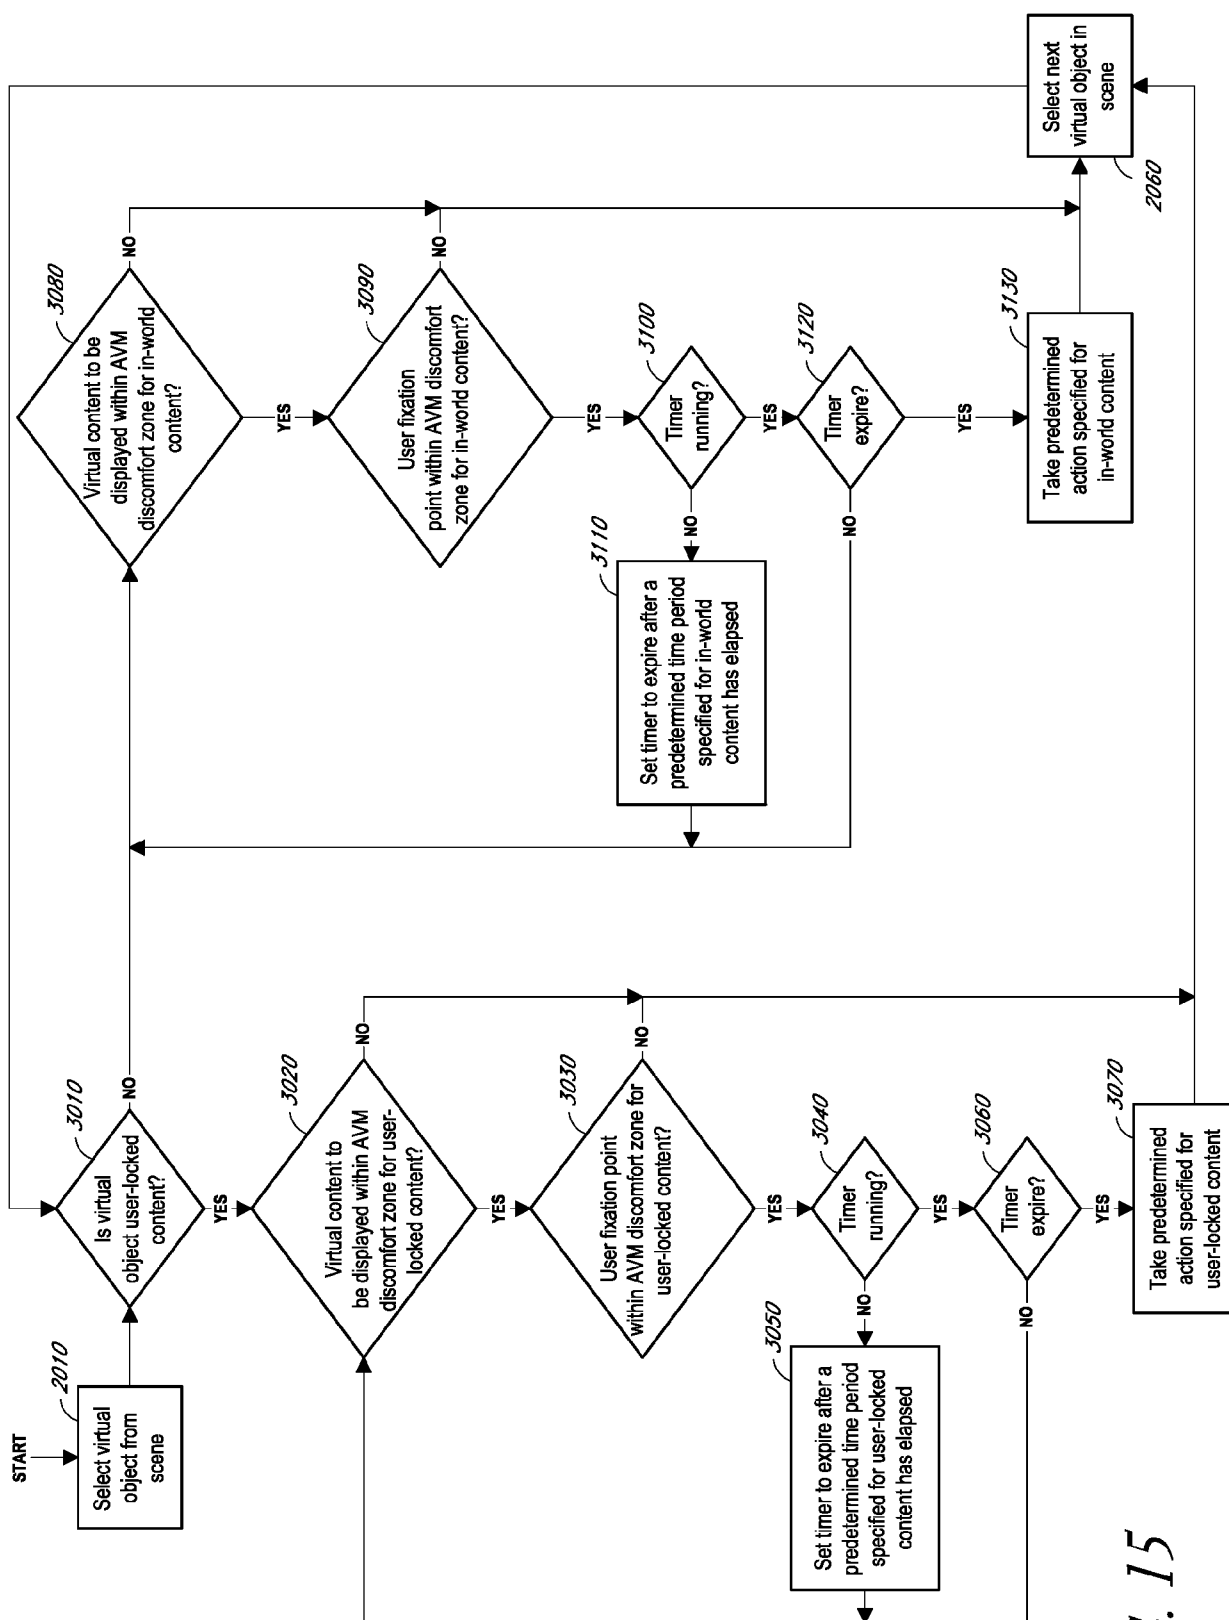 START
2010
Select virtual
object from
scene
3010
Is virtual
object user-locked
content?
NO
YES
3020
Virtual content to
be displayed within AVM
discomfort zone for user-
locked content?
NO
YES
3030
User fixation point
within AVM discomfort zone for
user-locked content?
NO
YES
3040
Timer
running?
NO
YES
3050
Set timer to expire after a
predetermined time period
specified for user-locked
content has elapsed
3060
Timer
expire?
NO
YES
3070
Take predetermined
action specified for
user-locked content
3080
Virtual content to be
displayed within AVM
discomfort zone for in-world
content?
NO
YES
3090
User fixation
point within AVM discomfort
zone for in-world content?
NO
YES
3100
Timer
running?
NO
YES
3110
Set timer to expire after a
predetermined time period
specified for in-world
content has elapsed
3120
Timer
expire?
NO
YES
3130
Take predetermined
action specified for
in-world content
Select next
virtual object in
scene
2060
15